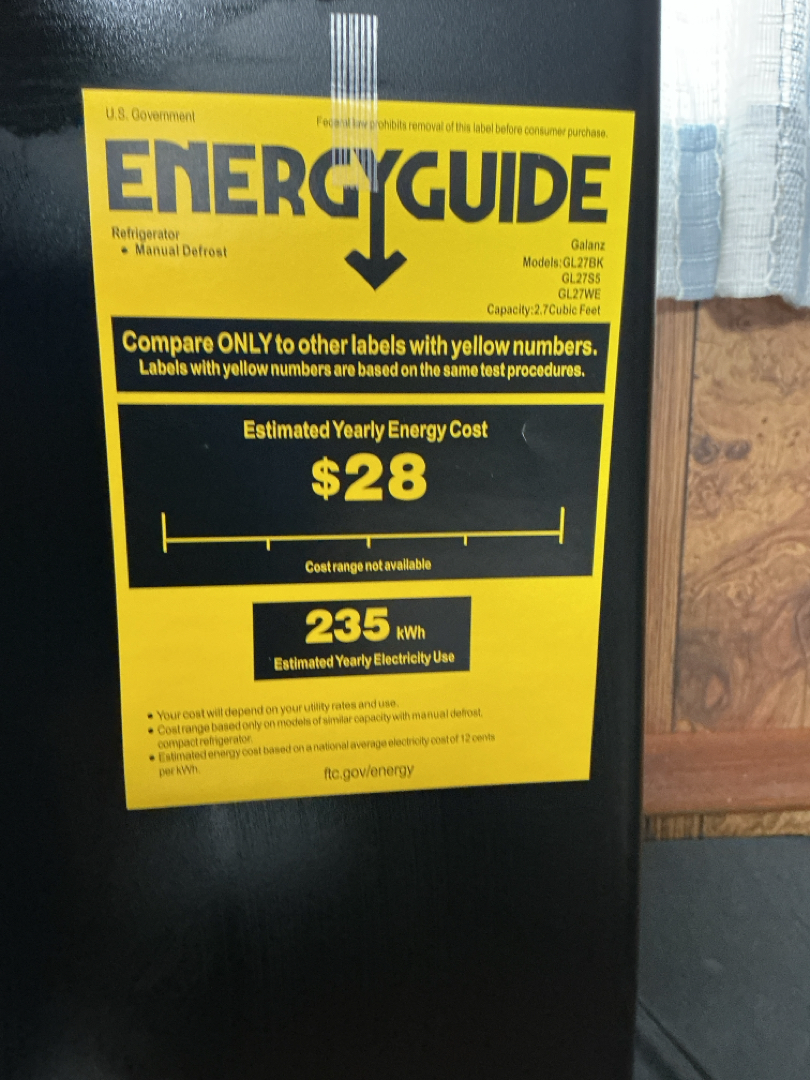 U.S. Government
Federal law prohibits removal of this label before consumer purchase.
ENERGYGUIDE
Refrigerator
• Manual Defrost
Galanz
Models:GL27BK
GL27S5
GL27WE
Capacity:2.7Cubic Feet
Compare ONLY to other labels with yellow numbers.
Labels with yellow numbers are based on the same test procedures.
Estimated Yearly Energy Cost
$28
Cost range not available
235 kWh
Estimated Yearly Electricity Use
• Your cost will depend on your utility rates and use.
• Cost range based only on models of similar capacity with manual defrost,
compact refrigerator.
• Estimated energy cost based on a national average electricity cost of 12 cents
per kWh.
ftc.gov/energy